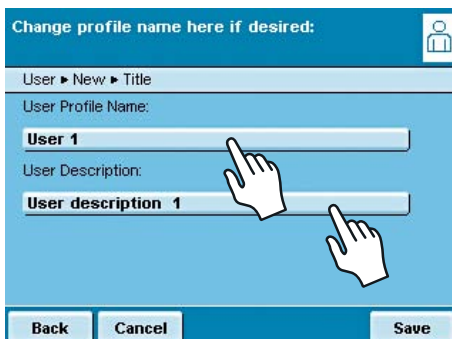 Change profile name here if desired:
User ▸ New ▸ Title
User Profile Name:
User 1
User Description:
User description 1
Back Cancel Save